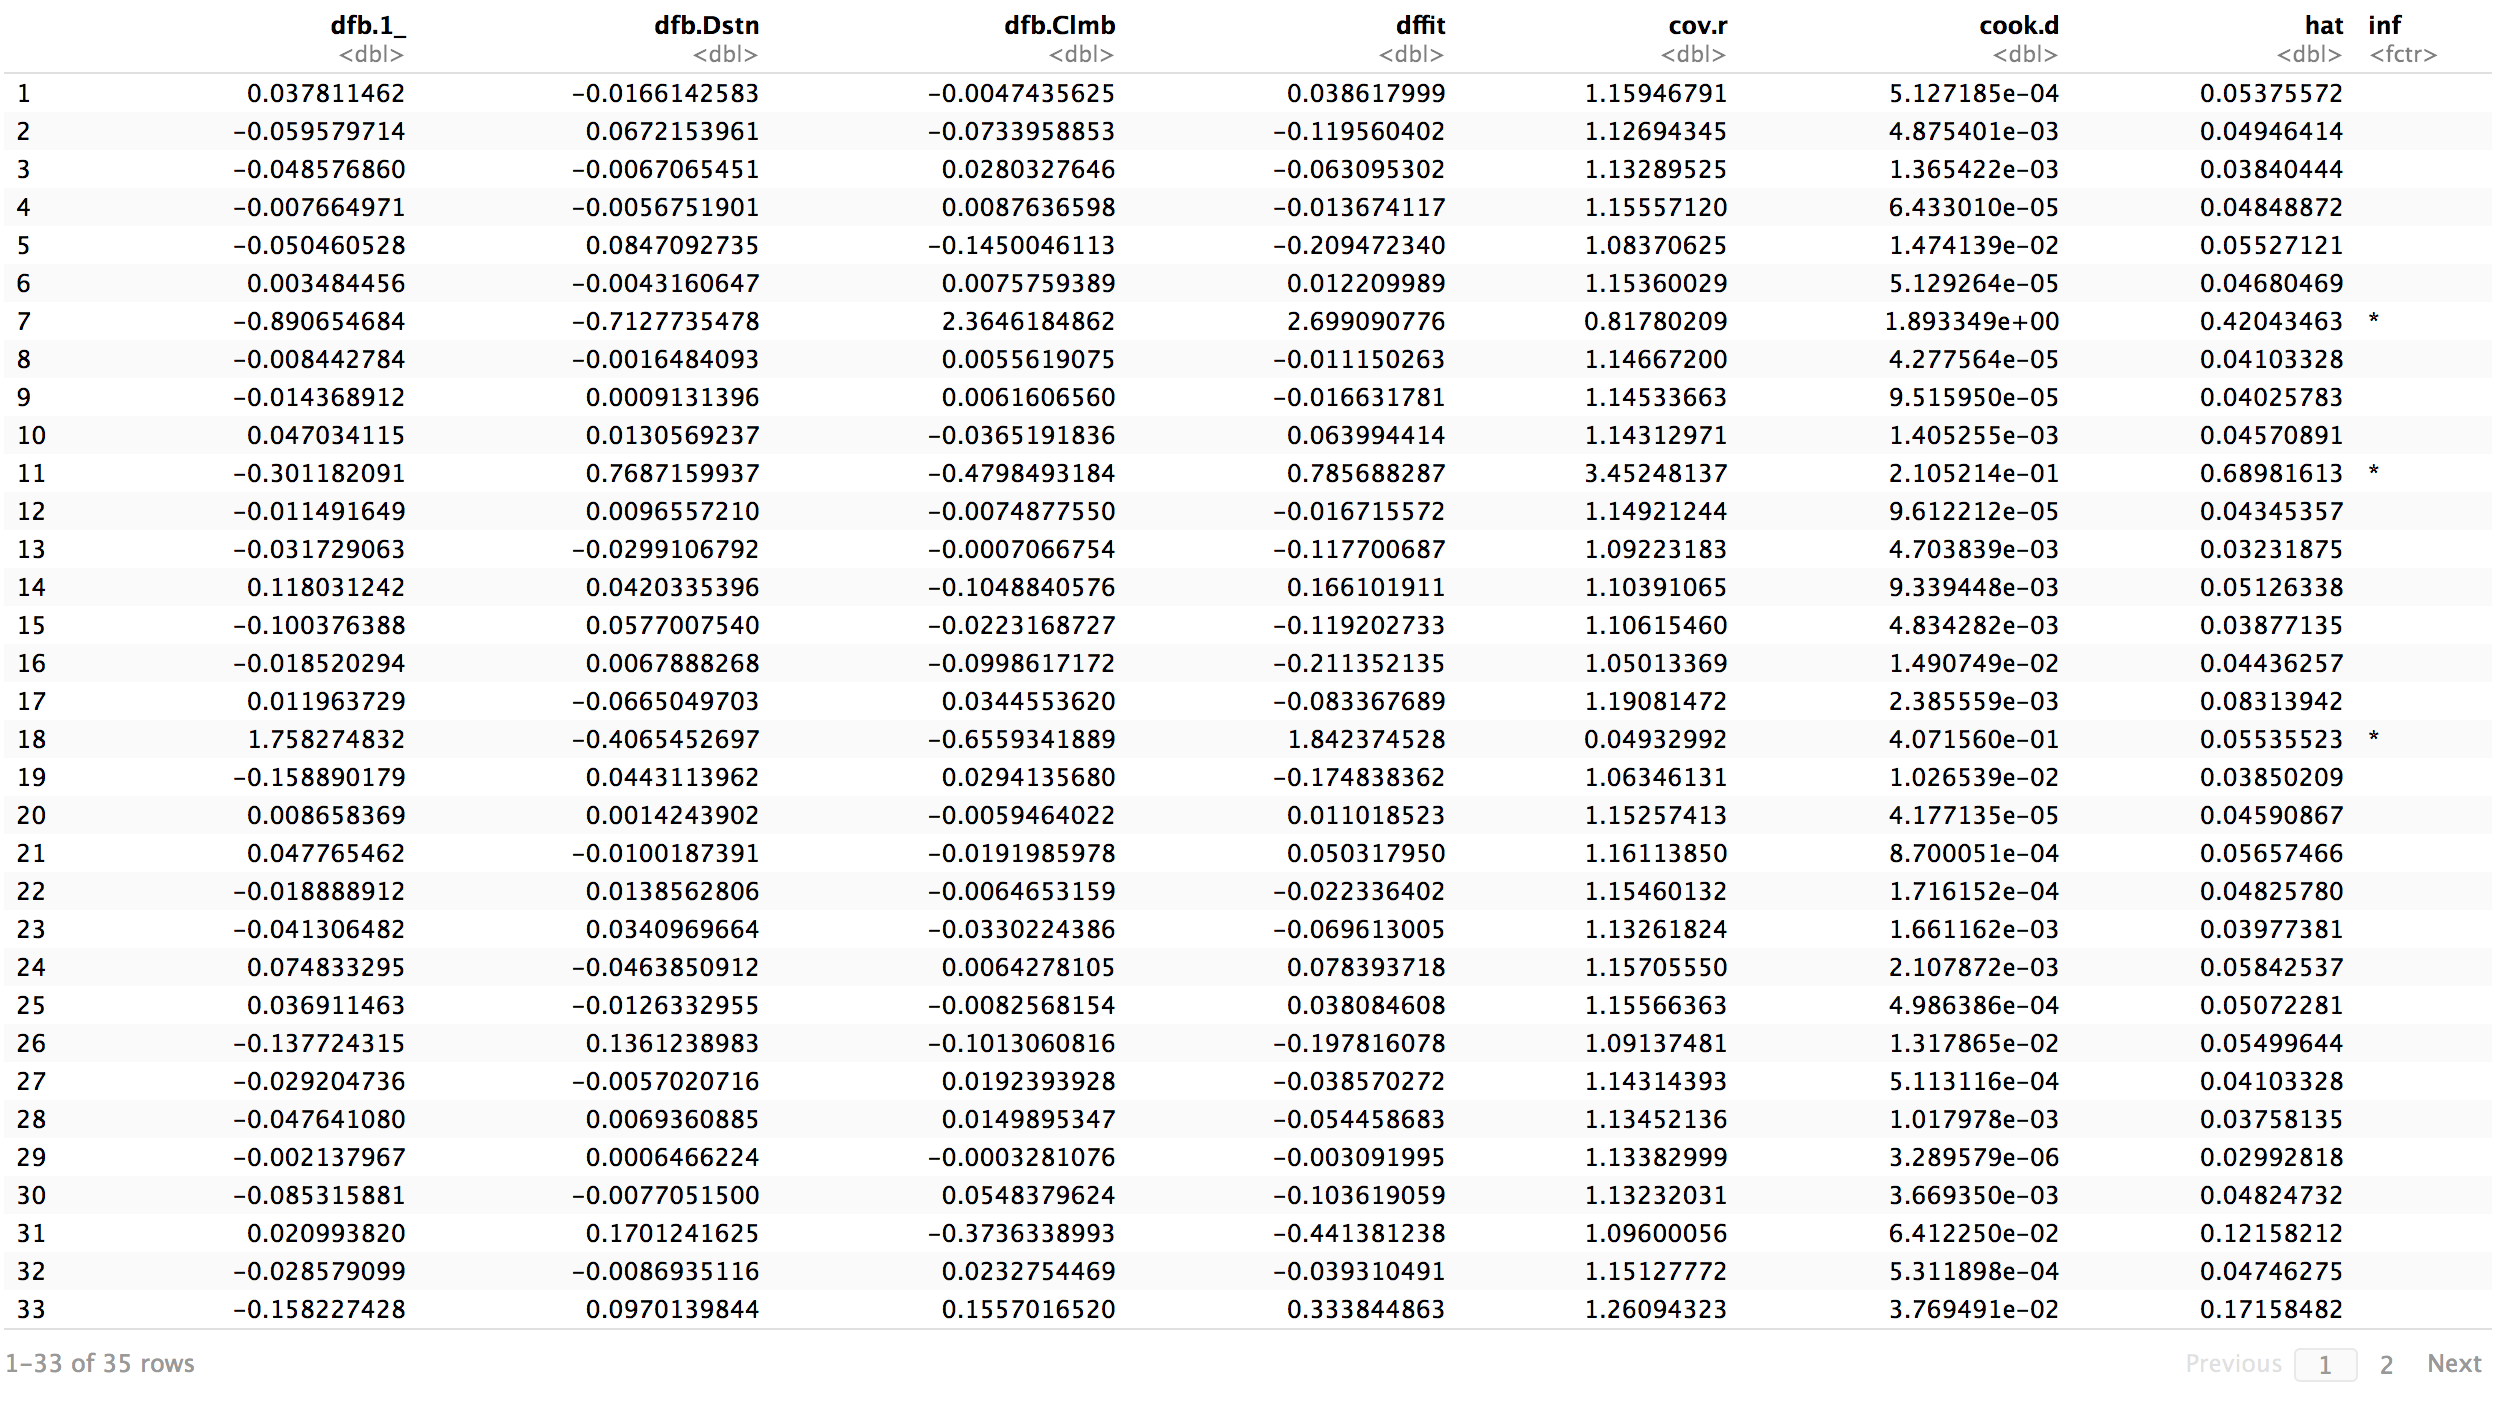 dfb.1_ dfb.Dstn dfb.Clmb dffit cov.r cook.d hat inf
<dbl> <dbl> <dbl> <dbl> <dbl> <dbl> <dbl> <fctr>
1 0.037811462 −0.0166142583 −0.0047435625 0.038617999 1.15946791 5.127185e−04 0.05375572
2 −0.059579714 0.0672153961 −0.0733958853 −0.119560402 1.12694345 4.875401e−03 0.04946414
3 −0.048576860 −0.0067065451 0.0280327646 −0.063095302 1.13289525 1.365422e−03 0.03840444
4 −0.007664971 −0.0056751901 0.0087636598 −0.013674117 1.15557120 6.433010e−05 0.04848872
5 −0.050460528 0.0847092735 −0.1450046113 −0.209472340 1.08370625 1.474139e−02 0.05527121
6 0.003484456 −0.0043160647 0.0075759389 0.012209989 1.15360029 5.129264e−05 0.04680469
7 −0.890654684 −0.7127735478 2.3646184862 2.699090776 0.81780209 1.893349e+00 0.42043463 *
8 −0.008442784 −0.0016484093 0.0055619075 −0.011150263 1.14667200 4.277564e−05 0.04103328
9 −0.014368912 0.0009131396 0.0061606560 −0.016631781 1.14533663 9.515950e−05 0.04025783
10 0.047034115 0.0130569237 −0.0365191836 0.063994414 1.14312971 1.405255e−03 0.04570891
11 −0.301182091 0.7687159937 −0.4798493184 0.785688287 3.45248137 2.105214e−01 0.68981613 *
12 −0.011491649 0.0096557210 −0.0074877550 −0.016715572 1.14921244 9.612212e−05 0.04345357
13 −0.031729063 −0.0299106792 −0.0007066754 −0.117700687 1.09223183 4.703839e−03 0.03231875
14 0.118031242 0.0420335396 −0.1048840576 0.166101911 1.10391065 9.339448e−03 0.05126338
15 −0.100376388 0.0577007540 −0.0223168727 −0.119202733 1.10615460 4.834282e−03 0.03877135
16 −0.018520294 0.0067888268 −0.0998617172 −0.211352135 1.05013369 1.490749e−02 0.04436257
17 0.011963729 −0.0665049703 0.0344553620 −0.083367689 1.19081472 2.385559e−03 0.08313942
18 1.758274832 −0.4065452697 −0.6559341889 1.842374528 0.04932992 4.071560e−01 0.05535523 *
19 −0.158890179 0.0443113962 0.0294135680 −0.174838362 1.06346131 1.026539e−02 0.03850209
20 0.008658369 0.0014243902 −0.0059464022 0.011018523 1.15257413 4.177135e−05 0.04590867
21 0.047765462 −0.0100187391 −0.0191985978 0.050317950 1.16113850 8.700051e−04 0.05657466
22 −0.018888912 0.0138562806 −0.0064653159 −0.022336402 1.15460132 1.716152e−04 0.04825780
23 −0.041306482 0.0340969664 −0.0330224386 −0.069613005 1.13261824 1.661162e−03 0.03977381
24 0.074833295 −0.0463850912 0.0064278105 0.078393718 1.15705550 2.107872e−03 0.05842537
25 0.036911463 −0.0126332955 −0.0082568154 0.038084608 1.15566363 4.986386e−04 0.05072281
26 −0.137724315 0.1361238983 −0.1013060816 −0.197816078 1.09137481 1.317865e−02 0.05499644
27 −0.029204736 −0.0057020716 0.0192393928 −0.038570272 1.14314393 5.113116e−04 0.04103328
28 −0.047641080 0.0069360885 0.0149895347 −0.054458683 1.13452136 1.017978e−03 0.03758135
29 −0.002137967 0.0006466224 −0.0003281076 −0.003091995 1.13382999 3.289579e−06 0.02992818
30 −0.085315881 −0.0077051500 0.0548379624 −0.103619059 1.13232031 3.669350e−03 0.04824732
31 0.020993820 0.1701241625 −0.3736338993 −0.441381238 1.09600056 6.412250e−02 0.12158212
32 −0.028579099 −0.0086935116 0.0232754469 −0.039310491 1.15127772 5.311898e−04 0.04746275
33 −0.158227428 0.0970139844 0.1557016520 0.333844863 1.26094323 3.769491e−02 0.17158482
1−33 of 35 rows Previous 1 2 Next